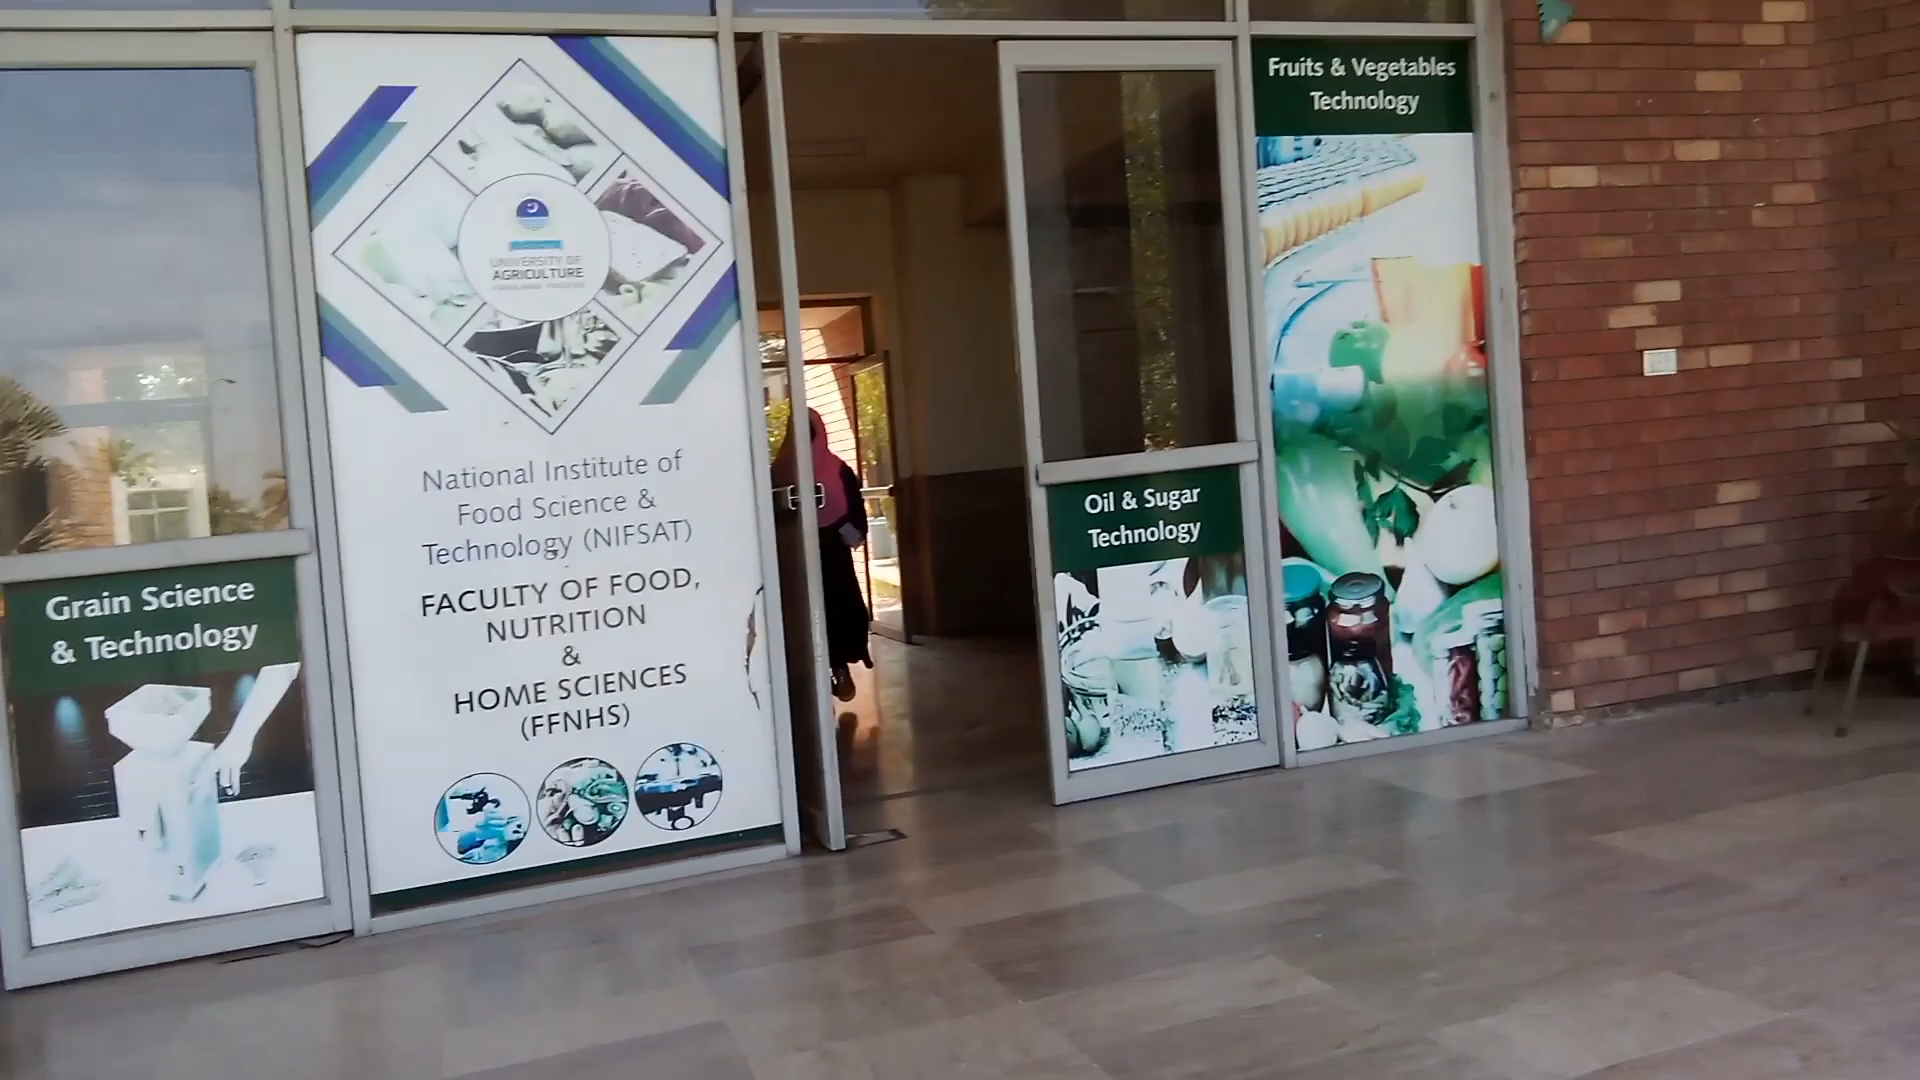 Grain Science
& Technology
UNIVERSITY OF
AGRICULTURE
National Institute of
Food Science &
Technology (NIFSAT)
FACULTY OF FOOD,
NUTRITION
&
HOME SCIENCES
(FFNHS)
Oil & Sugar
Technology
Fruits & Vegetables
Technology